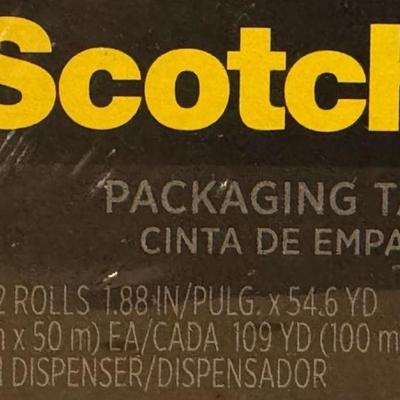 Scotch
PACKAGING TA
CINTA DE EMPA
2 ROLLS 1.88 IN/PULG. x 54.6 YD
m x 50 m) EA/CADA 109 YD (100 m
DISPENSER/DISPENSADOR